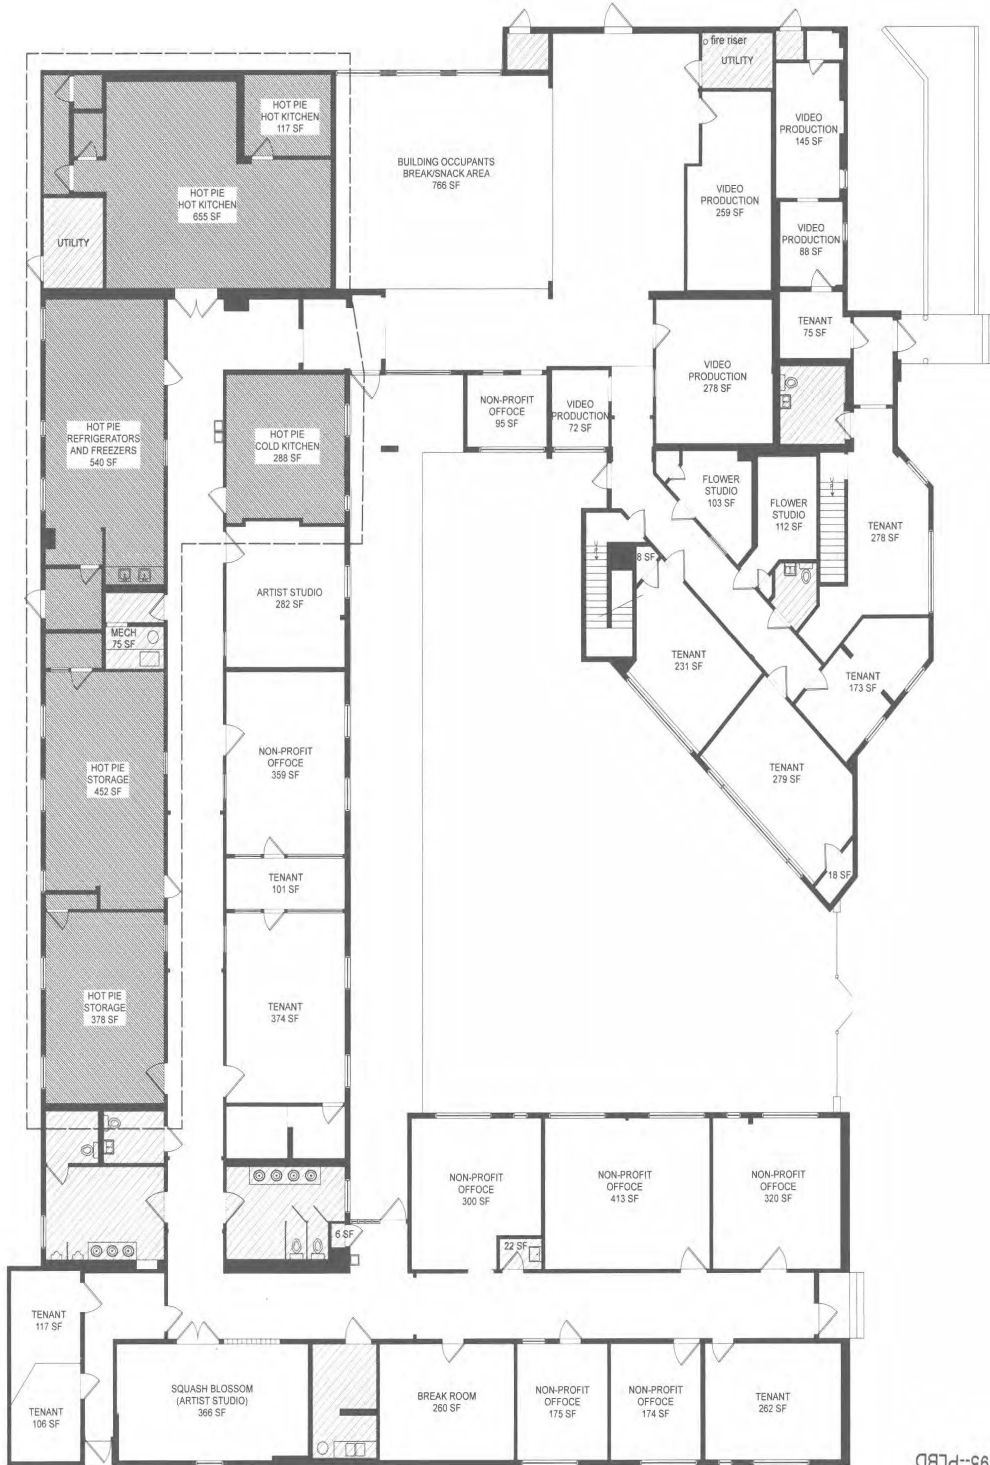 fire riser
UTILITY
HOT PIE
HOT KITCHEN
117 SF
VIDEO
PRODUCTION
145 SF
BUILDING OCCUPANTS
BREAK/SNACK AREA
766 SF
HOT PIE
HOT KITCHEN
655 SF
VIDEO
PRODUCTION
259 SF
UTILITY
VIDEO
PRODUCTION
88 SF
TENANT
75 SF
VIDEO
PRODUCTION
278 SF
NON-PROFIT
OFFOCE
95 SF
VIDEO
PRODUCTION
72 SF
HOT PIE
REFRIGERATORS
AND FREEZERS
540 SF
HOT PIE
COLD KITCHEN
288 SF
FLOWER
STUDIO
103 SF
FLOWER
STUDIO
112 SF
TENANT
278 SF
8 SF
ARTIST STUDIO
282 SF
MECH
75 SF
TENANT
231 SF
TENANT
173 SF
HOT PIE
STORAGE
452 SF
NON-PROFIT
OFFOCE
359 SF
TENANT
279 SF
TENANT
101 SF
18 SF
HOT PIE
STORAGE
378 SF
TENANT
374 SF
NON-PROFIT
OFFOCE
300 SF
NON-PROFIT
OFFOCE
413 SF
NON-PROFIT
OFFOCE
320 SF
6 SF
22 SF
TENANT
117 SF
TENANT
106 SF
SQUASH BLOSSOM
(ARTIST STUDIO)
366 SF
BREAK ROOM
260 SF
NON-PROFIT
OFFOCE
175 SF
NON-PROFIT
OFFOCE
174 SF
TENANT
262 SF